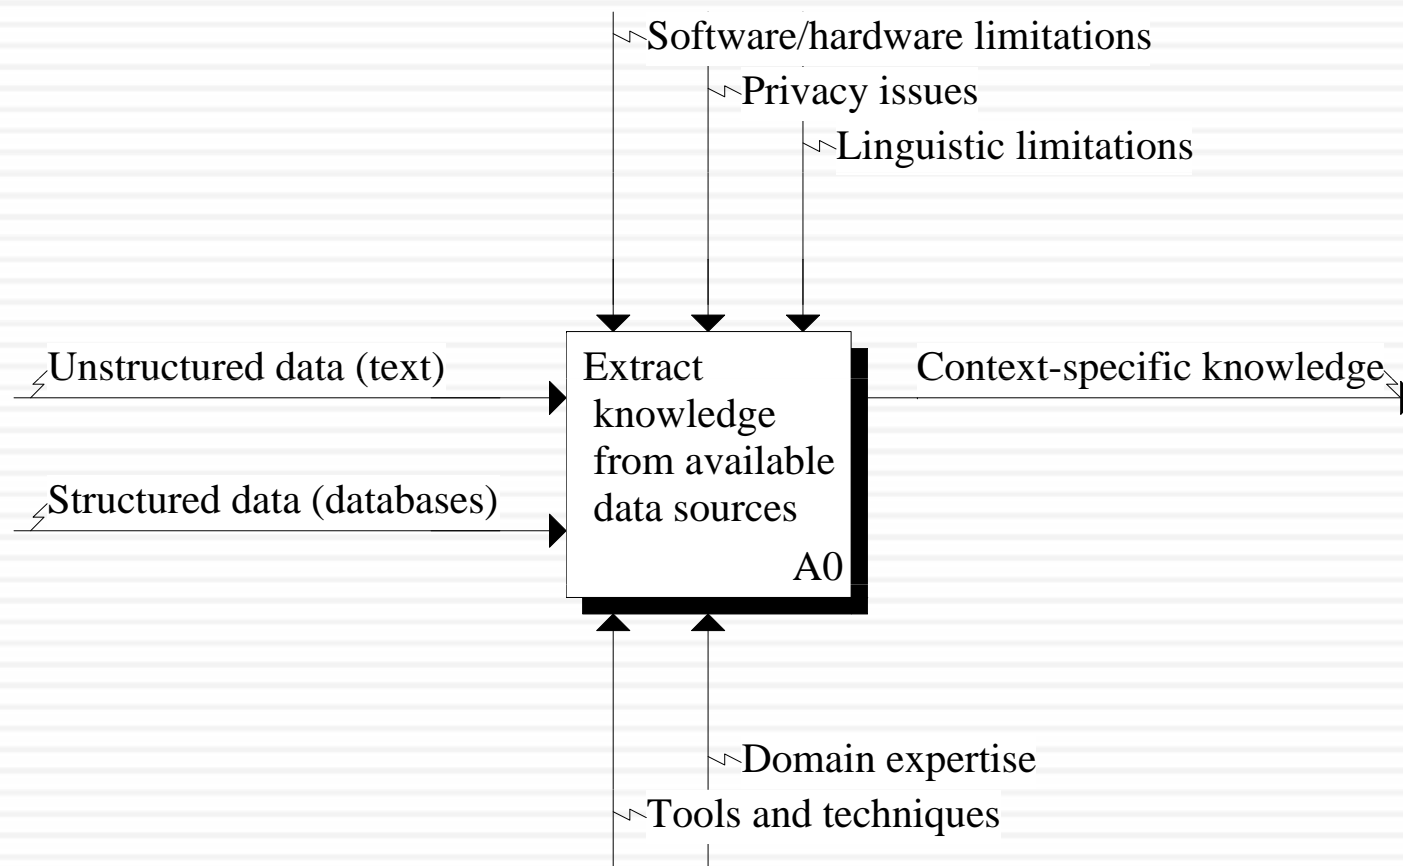 Software/hardware limitations
Privacy issues
Linguistic limitations
Unstructured data (text)
Structured data (databases)
Extract
knowledge
from available
data sources
A0
Context-specific knowledge
Domain expertise
Tools and techniques